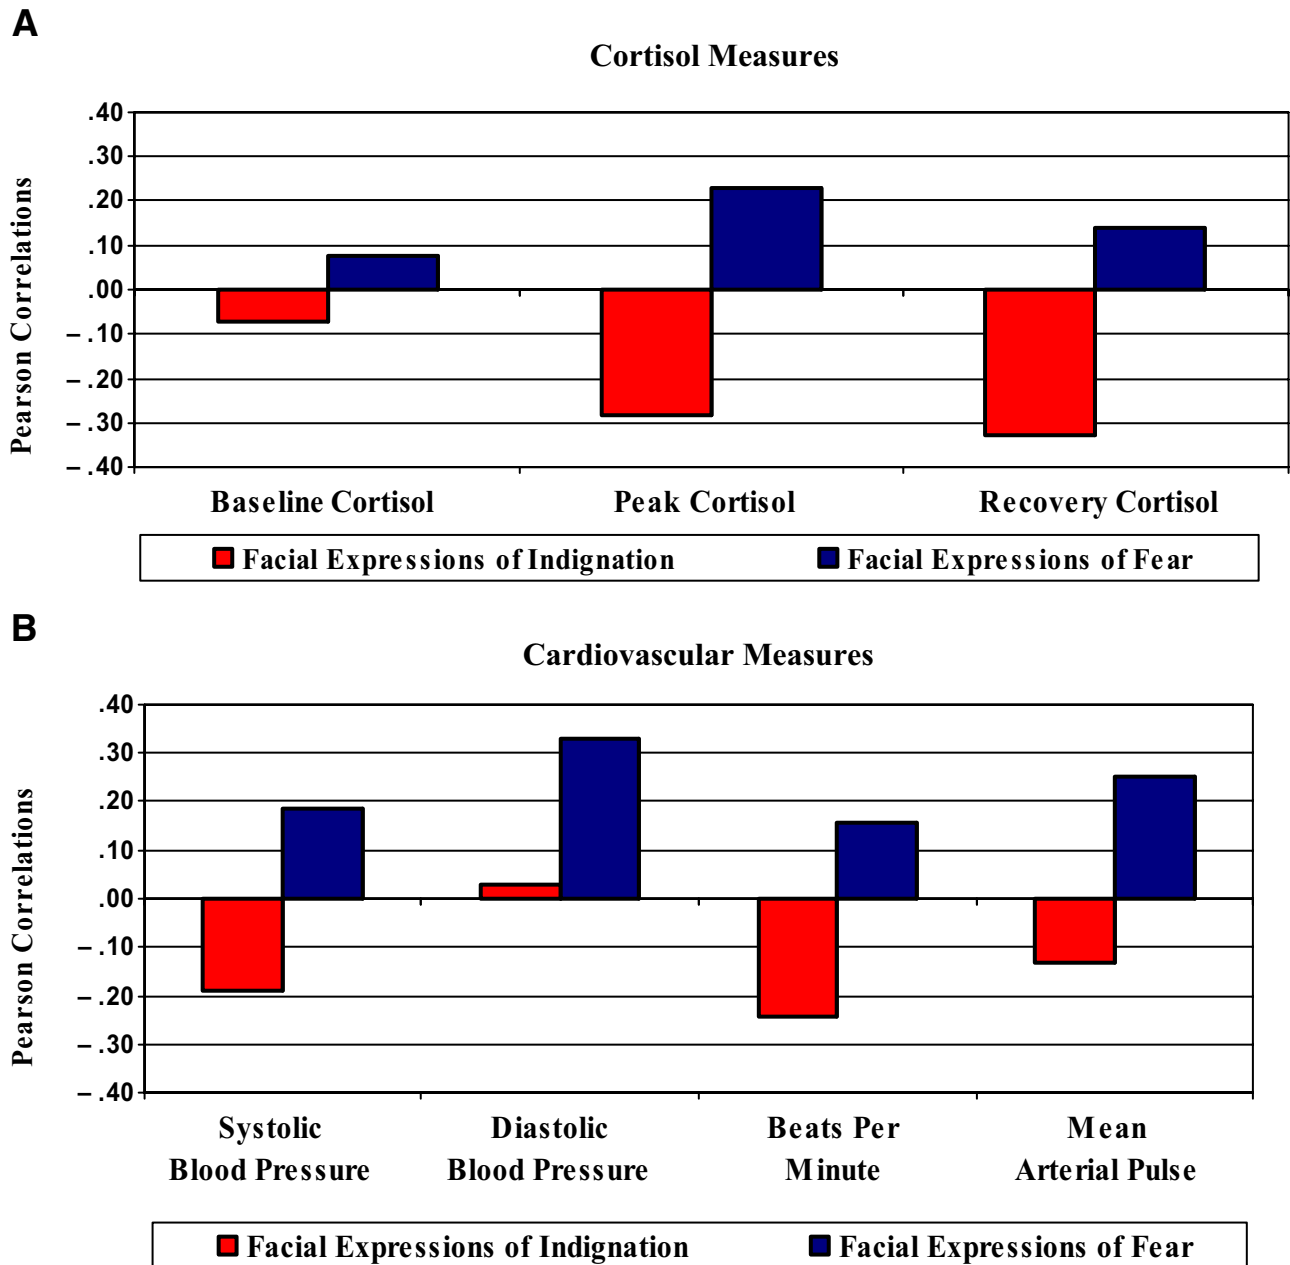 A
Cortisol Measures
Pearson Correlations
.40
.30
.20
.10
.00
– .10
– .20
– .30
– .40
Baseline Cortisol Peak Cortisol Recovery Cortisol
Facial Expressions of Indignation Facial Expressions of Fear
B
Cardiovascular Measures
Pearson Correlations
.40
.30
.20
.10
.00
– .10
– .20
– .30
– .40
Systolic Diastolic Beats Per Mean
Blood Pressure Blood Pressure Minute Arterial Pulse
Facial Expressions of Indignation Facial Expressions of Fear